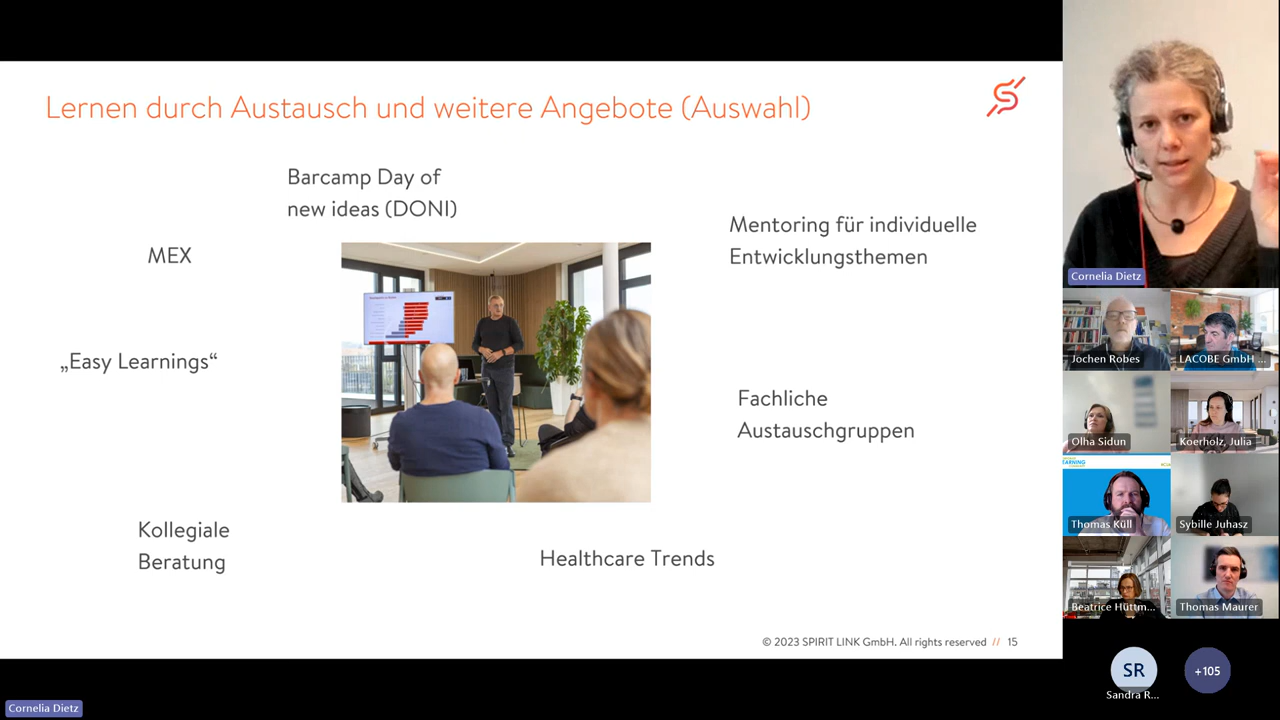 Lernen durch Austausch und weitere Angebote (Auswahl)
Barcamp Day of
new ideas (DONI)
MEX
Mentoring für individuelle
Entwicklungsthemen
„Easy Learnings“
Fachliche
Austauschgruppen
Kollegiale
Beratung
Healthcare Trends
© 2023 SPIRIT LINK GmbH. All rights reserved // 15
Cornelia Dietz
Cornelia Dietz
Jochen Robes
LACOBE GmbH ...
Olha Sidun
Koerholz, Julia
Thomas Küll
Sybille Juhasz
Beatrice Hüttm...
Thomas Maurer
SR
+105
Sandra R...